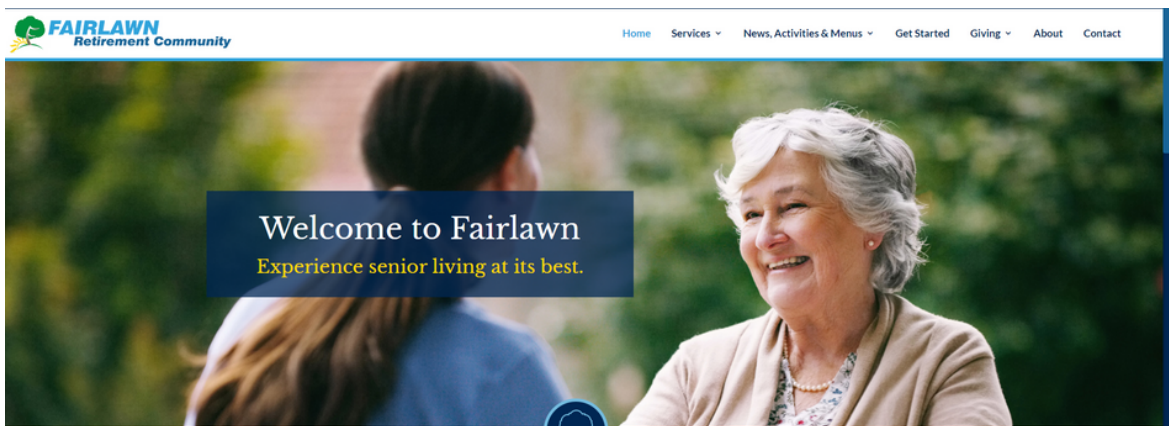 FAIRLAWN
Retirement Community
Home Services News, Activities & Menus Get Started Giving About Contact
Welcome to Fairlawn
Experience senior living at its best.